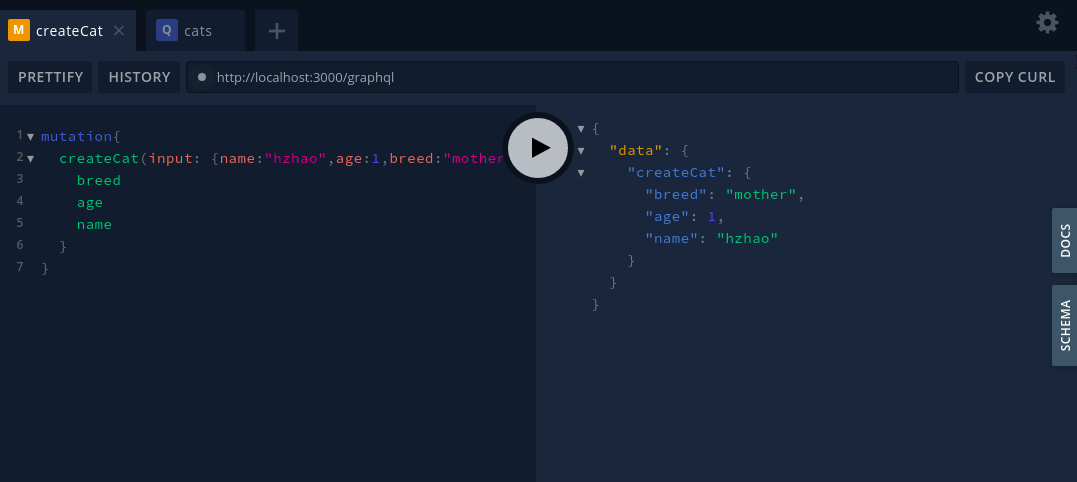 M createCat ×
Q cats
+
PRETTIFY
HISTORY
http://localhost:3000/graphql
COPY CURL
1 mutation{
2 createCat(input: {name:"hzhao",age:1,breed:"mother
3 breed
4 age
5 name
6 }
7 }
{
"data": {
"createCat": {
"breed": "mother",
"age": 1,
"name": "hzhao"
}
}
}
DOCS
SCHEMA